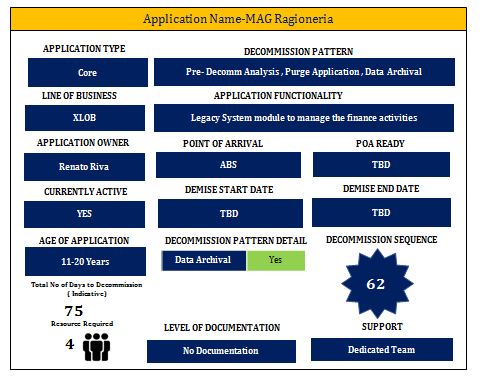 Application Name-MAG Ragioneria
APPLICATION TYPE
Core
DECOMMISSION PATTERN
Pre- Decomm Analysis , Purge Application , Data Archival
LINE OF BUSINESS
XLOB
APPLICATION FUNCTIONALITY
Legacy System module to manage the finance activities
APPLICATION OWNER
Renato Riva
POINT OF ARRIVAL
ABS
POA READY
TBD
CURRENTLY ACTIVE
YES
DEMISE START DATE
TBD
DEMISE END DATE
TBD
AGE OF APPLICATION
11-20 Years
DECOMMISSION PATTERN DETAIL
Data Archival Yes
DECOMMISSION SEQUENCE
62
Total No of Days to Decommission
( Indicative)
75
Resource Required
4
LEVEL OF DOCUMENTATION
No Documentation
SUPPORT
Dedicated Team